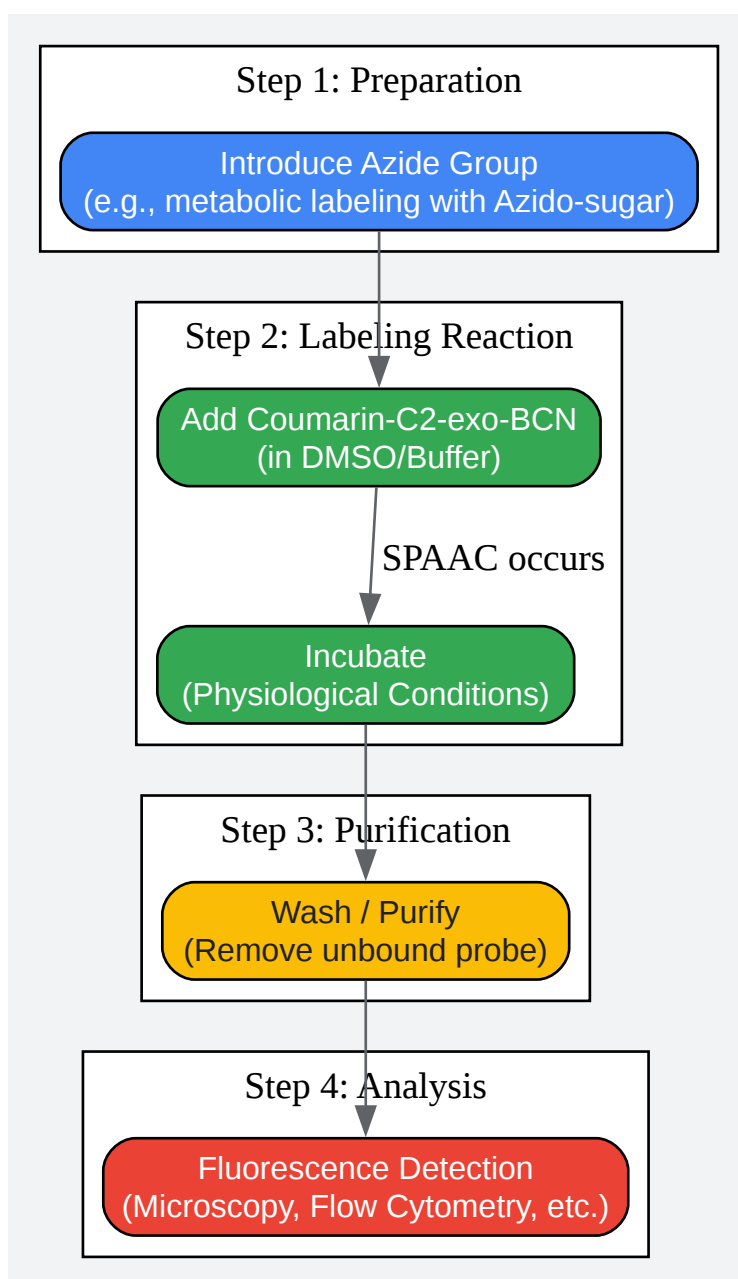 Step 1: Preparation
Introduce Azide Group
(e.g., metabolic labeling with Azido-sugar)
Step 2: Labeling Reaction
Add Coumarin-C2-exo-BCN
(in DMSO/Buffer)
SPAAC occurs
Incubate
(Physiological Conditions)
Step 3: Purification
Wash / Purify
(Remove unbound probe)
Step 4: Analysis
Fluorescence Detection
(Microscopy, Flow Cytometry, etc.)